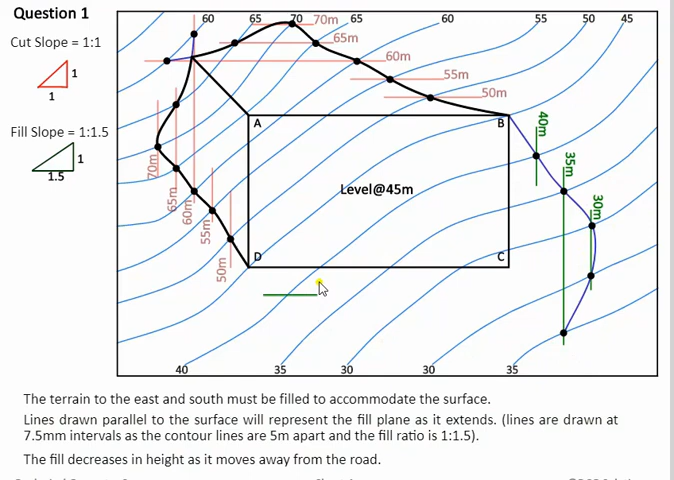 Question 1
Cut Slope = 1:1
1
1
Fill Slope = 1:1.5
1
1.5
60 65 70 65 60 55 50 45
70m
65m
60m
55m
50m
A B
40m
35m
30m
70m
65m
60m
55m
50m
Level@45m
D C
40 35 30 30 35
The terrain to the east and south must be filled to accommodate the surface.
Lines drawn parallel to the surface will represent the fill plane as it extends. (lines are drawn at
7.5mm intervals as the contour lines are 5m apart and the fill ratio is 1:1.5).
The fill decreases in height as it moves away from the road.